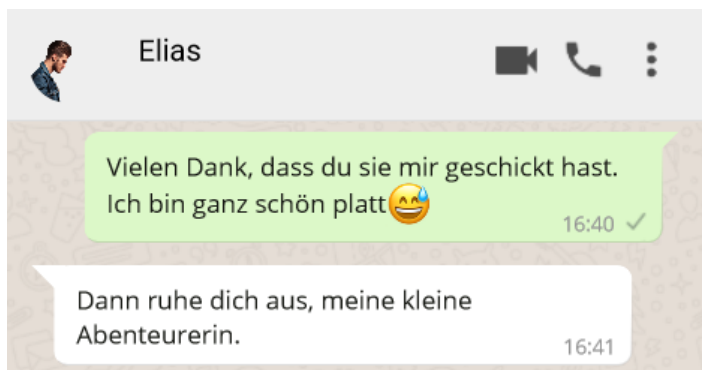 Elias
Vielen Dank, dass du sie mir geschickt hast.
Ich bin ganz schön platt😅
16:40
Dann ruhe dich aus, meine kleine
Abenteurerin.
16:41